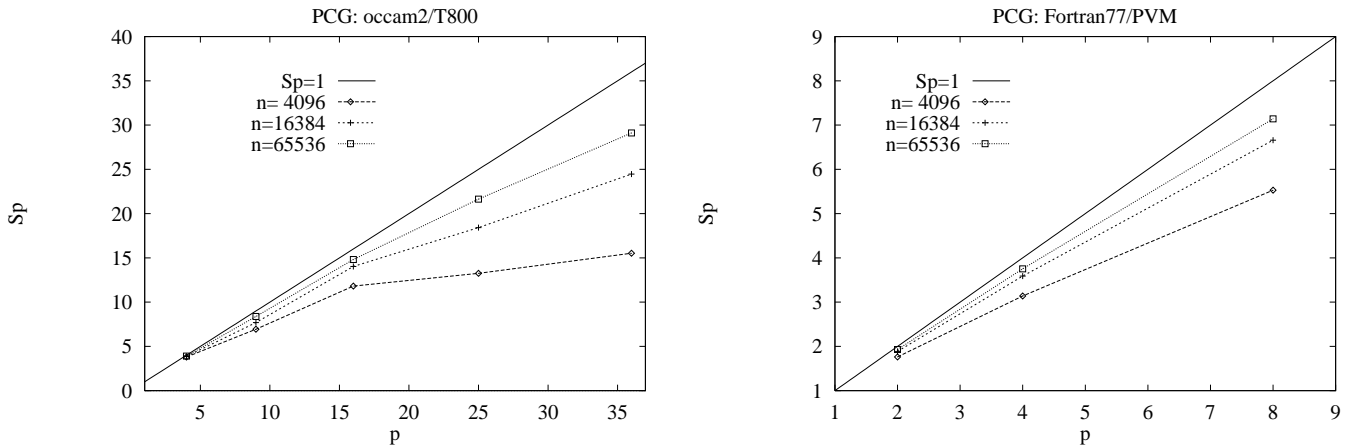 PCG: occam2/T800
40
35
30
25
20
15
10
5
0
Sp
Sp=1
n= 4096
n=16384
n=65536
5 10 15 20 25 30 35
p
PCG: Fortran77/PVM
9
8
7
6
5
4
3
2
1
Sp
Sp=1
n= 4096
n=16384
n=65536
1 2 3 4 5 6 7 8 9
p